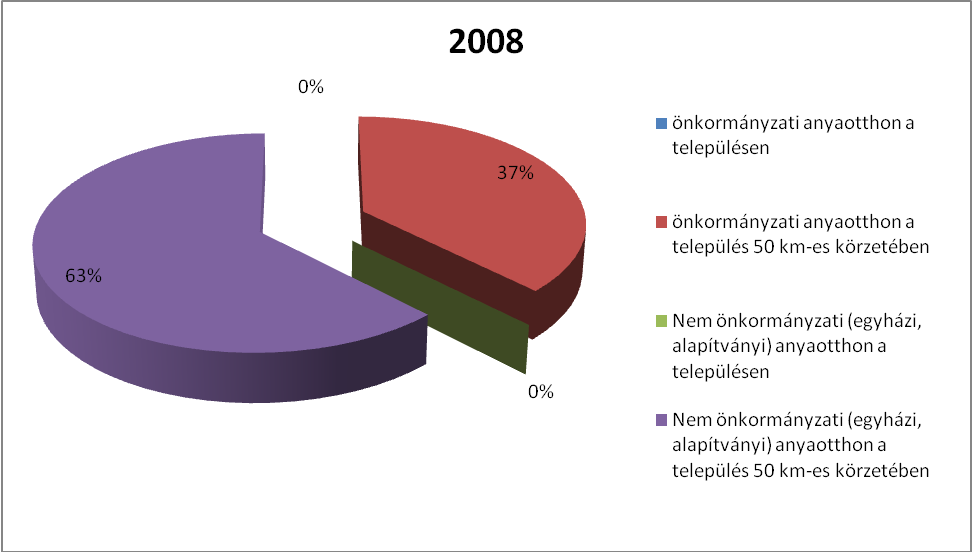 2008
0%
37%
63%
0%
önkormányzati anyaotthon a
településen
önkormányzati anyaotthon a
település 50 km-es körzetében
Nem önkormányzati (egyházi,
alapítványi) anyaotthon a
településen
Nem önkormányzati (egyházi,
alapítványi) anyaotthon a
település 50 km-es körzetében